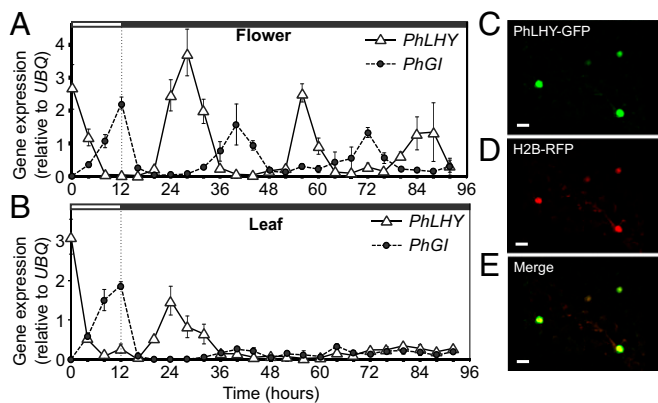 A
Flower
PhLHY
PhGI
Gene expression
(relative to UBQ)
4
3
2
1
0
0 12 24 36 48 60 72 84 96
B
Leaf
PhLHY
PhGI
Gene expression
(relative to UBQ)
3
2
1
0
0 12 24 36 48 60 72 84 96
Time (hours)
C
PhLHY-GFP
D
H2B-RFP
E
Merge